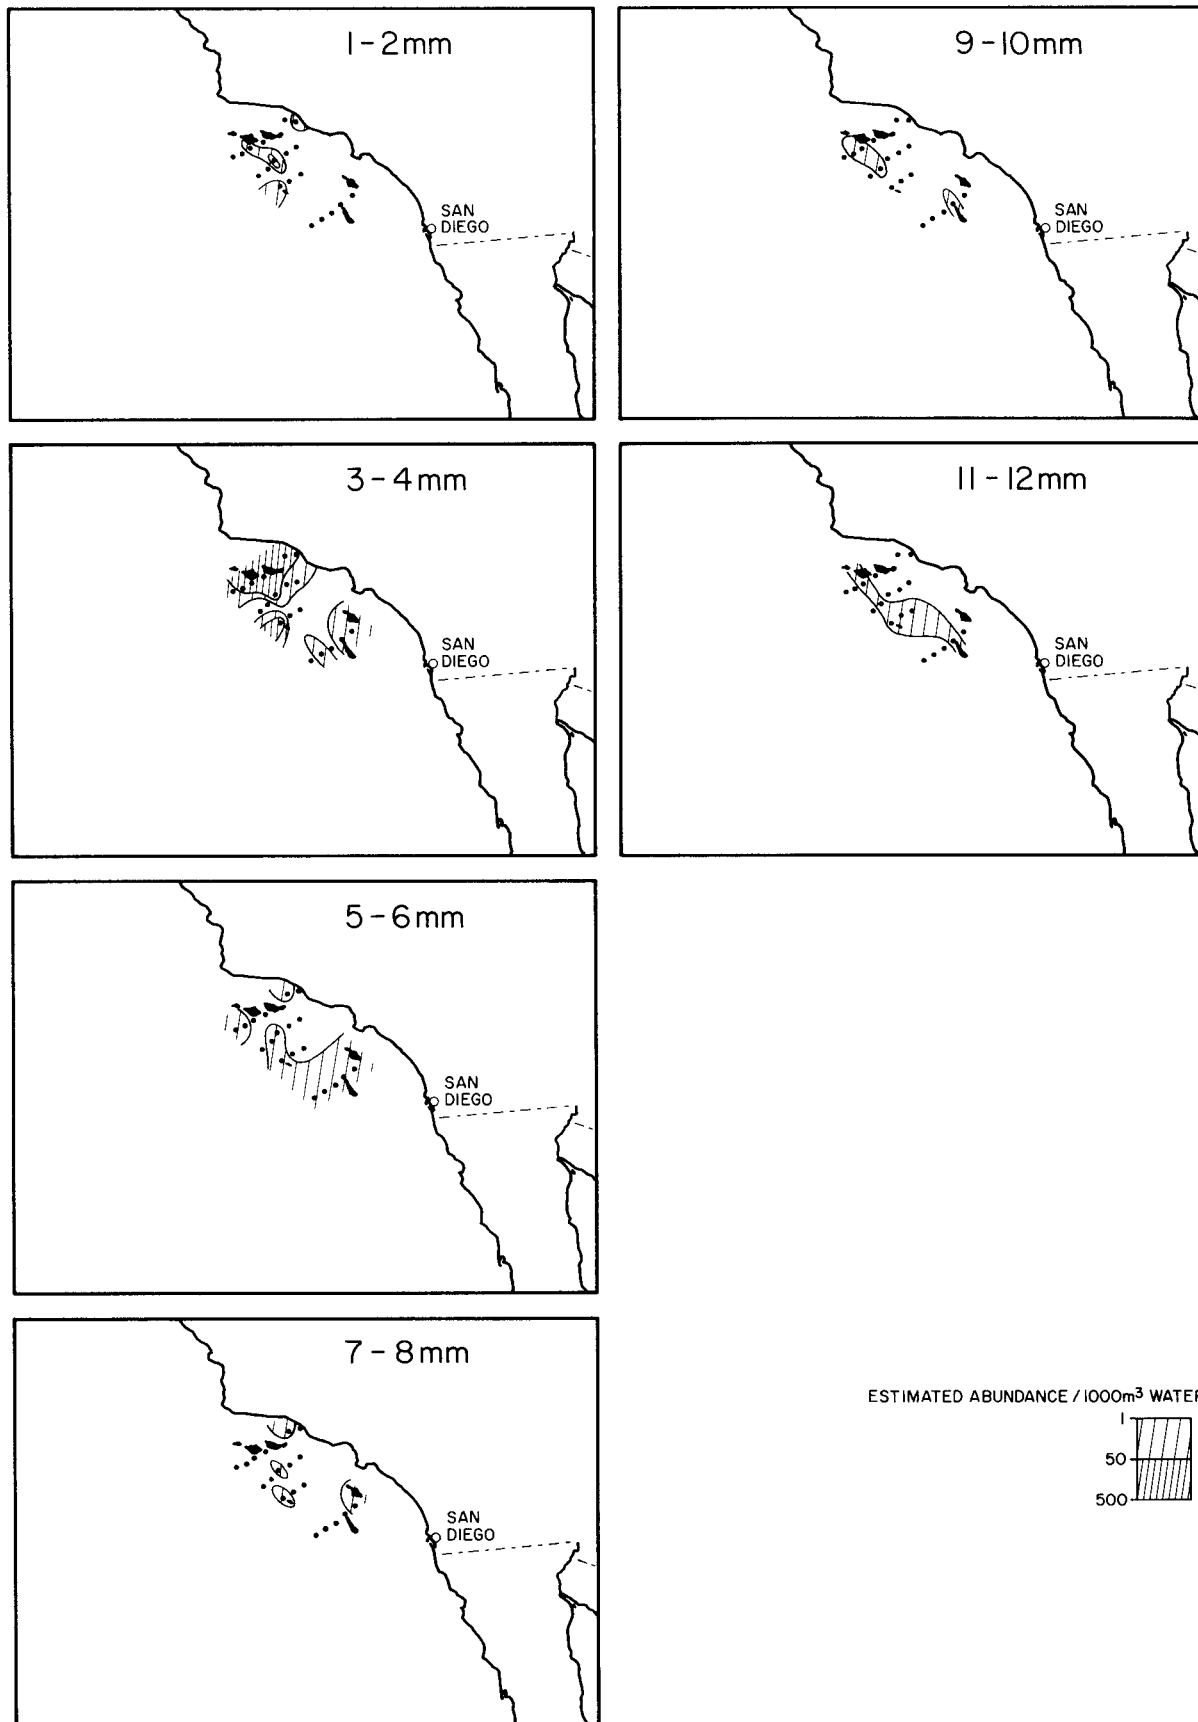 1-2mm
SAN
DIEGO
9-10mm
SAN
DIEGO
3-4mm
SAN
DIEGO
11-12mm
SAN
DIEGO
5-6mm
SAN
DIEGO
7-8mm
SAN
DIEGO
ESTIMATED ABUNDANCE / 1000m³ WATER
1
50
500